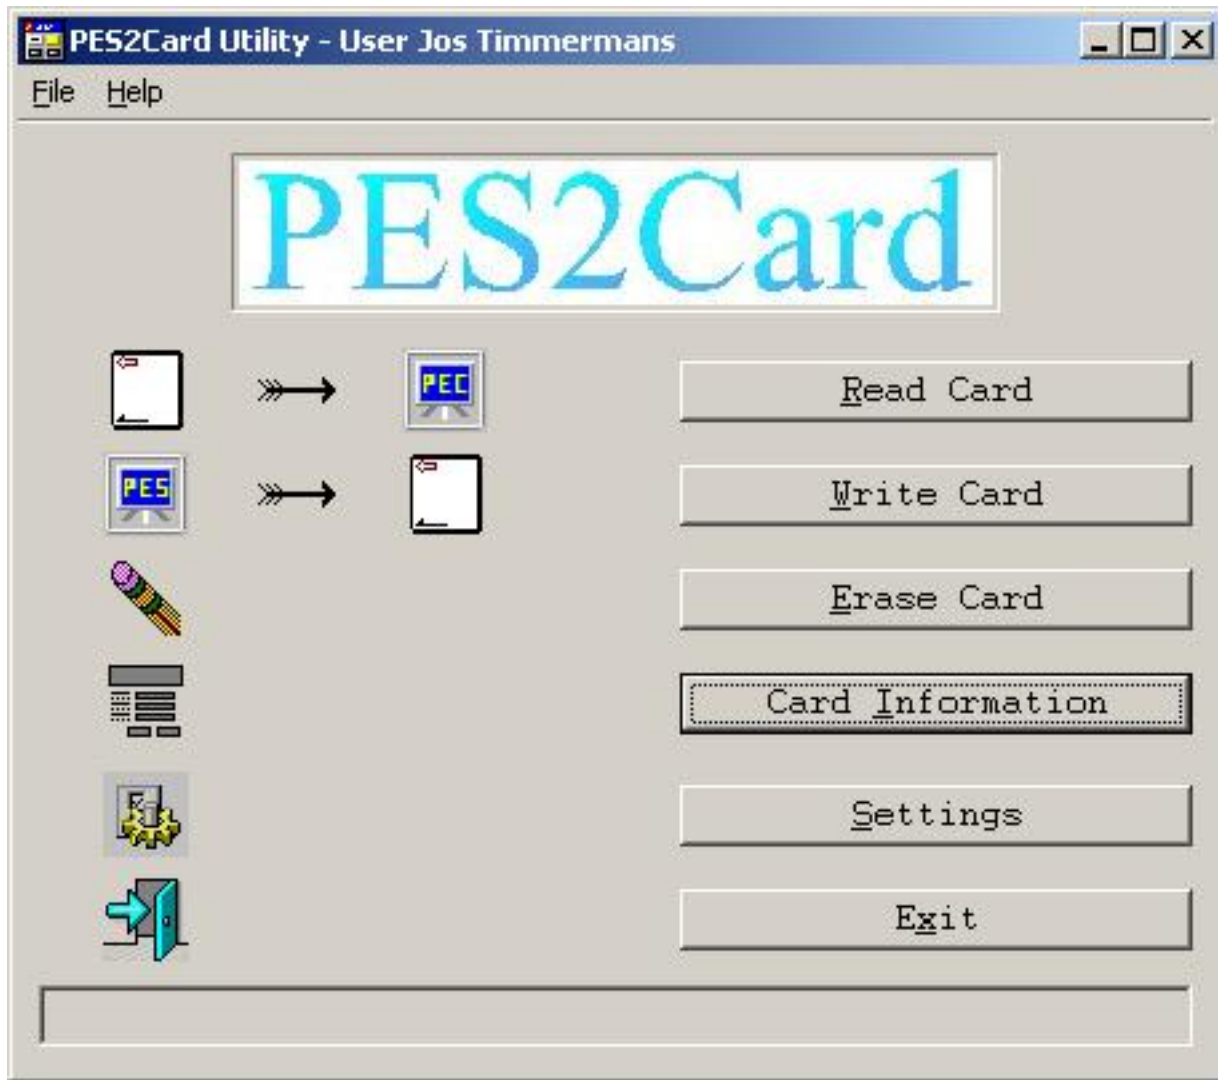 PES2Card Utility - User Jos Timmermans
File Help
PES2Card
PEC
Read Card
PES
Write Card
Erase Card
Card Information
Settings
Exit